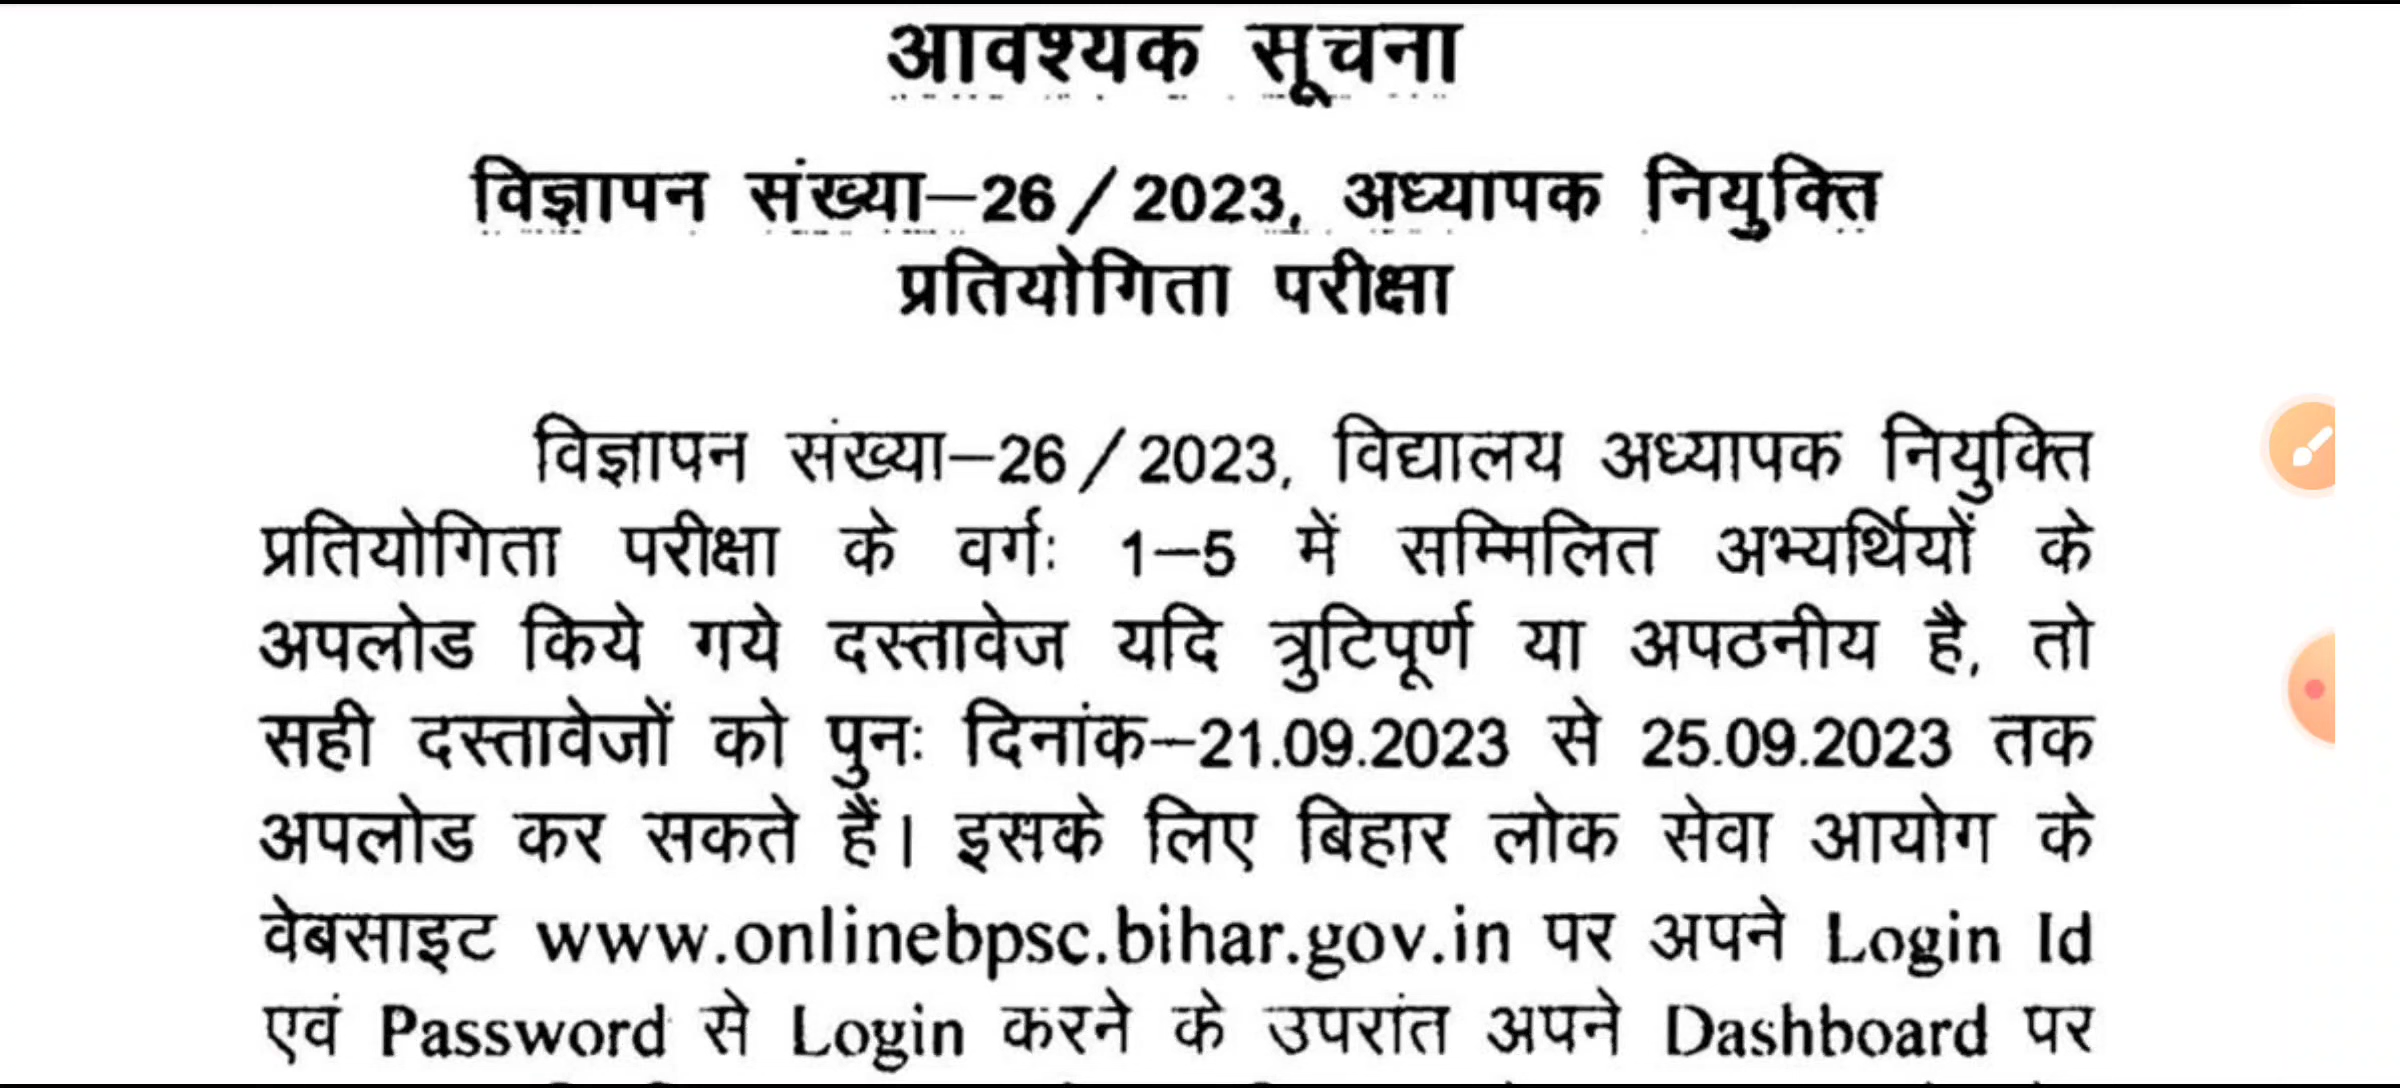 आवश्यक सूचना
विज्ञापन संख्या–26/2023, अध्यापक नियुक्ति
प्रतियोगिता परीक्षा
विज्ञापन संख्या–26/2023, विद्यालय अध्यापक नियुक्ति
प्रतियोगिता परीक्षा के वर्गः 1–5 में सम्मिलित अभ्यर्थियों के
अपलोड किये गये दस्तावेज यदि त्रुटिपूर्ण या अपठनीय है, तो
सही दस्तावेजों को पुनः दिनांक–21.09.2023 से 25.09.2023 तक
अपलोड कर सकते हैं। इसके लिए बिहार लोक सेवा आयोग के
वेबसाइट www.onlinebpsc.bihar.gov.in पर अपने Login Id
एवं Password से Login करने के उपरांत अपने Dashboard पर